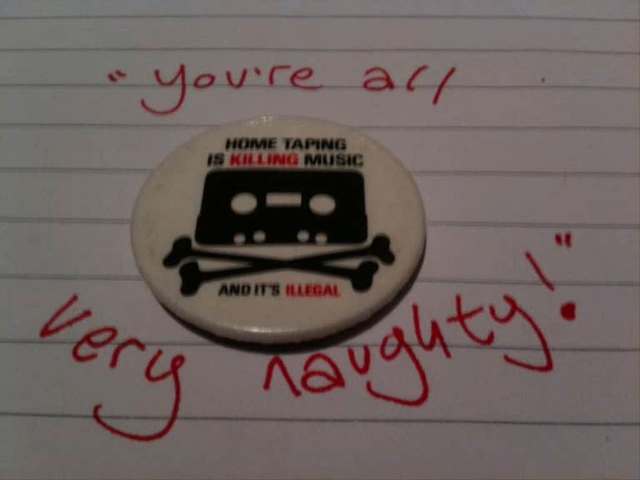 "you're all
HOME TAPING
IS KILLING MUSIC
AND IT'S ILLEGAL
very naughty!"